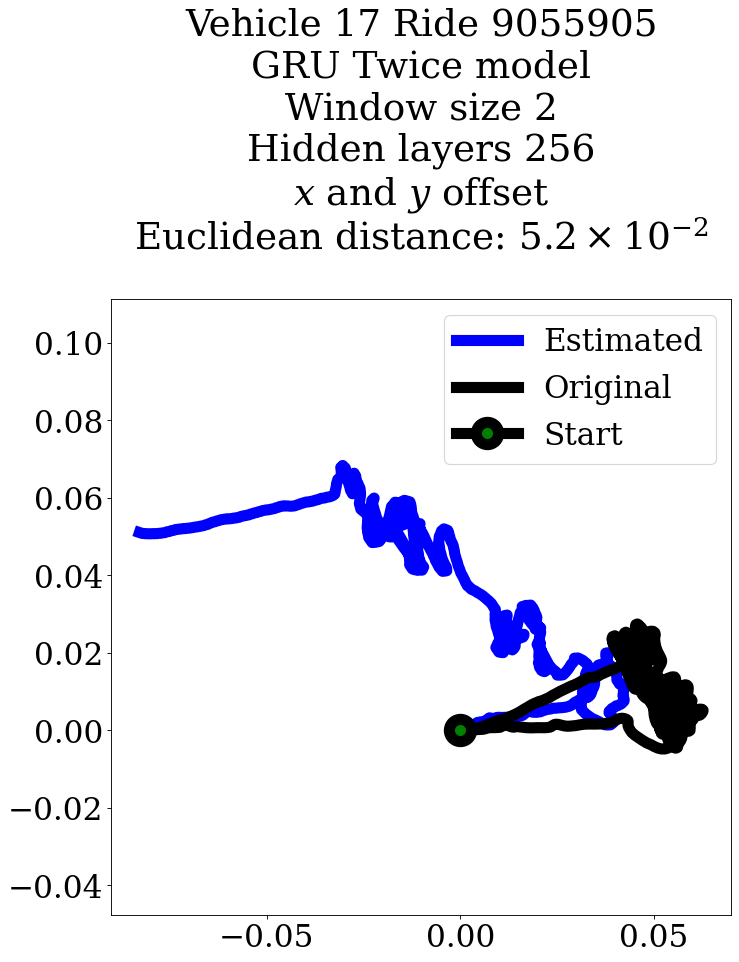 Vehicle 17 Ride 9055905
GRU Twice model
Window size 2
Hidden layers 256
x and y offset
Euclidean distance: 5.2 × 10⁻²
Estimated
Original
Start
0.10
0.08
0.06
0.04
0.02
0.00
−0.02
−0.04
−0.05 0.00 0.05